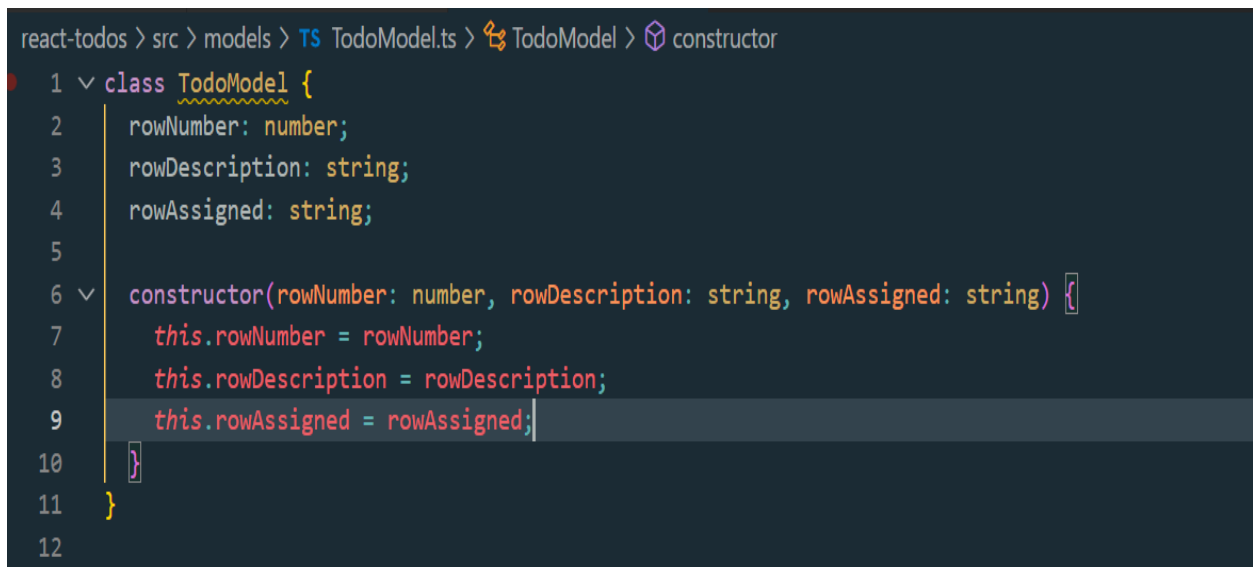 react-todos > src > models > TS TodoModel.ts > TodoModel > constructor
1 class TodoModel {
2 rowNumber: number;
3 rowDescription: string;
4 rowAssigned: string;
5
6 constructor(rowNumber: number, rowDescription: string, rowAssigned: string) {
7 this.rowNumber = rowNumber;
8 this.rowDescription = rowDescription;
9 this.rowAssigned = rowAssigned;
10 }
11 }
12